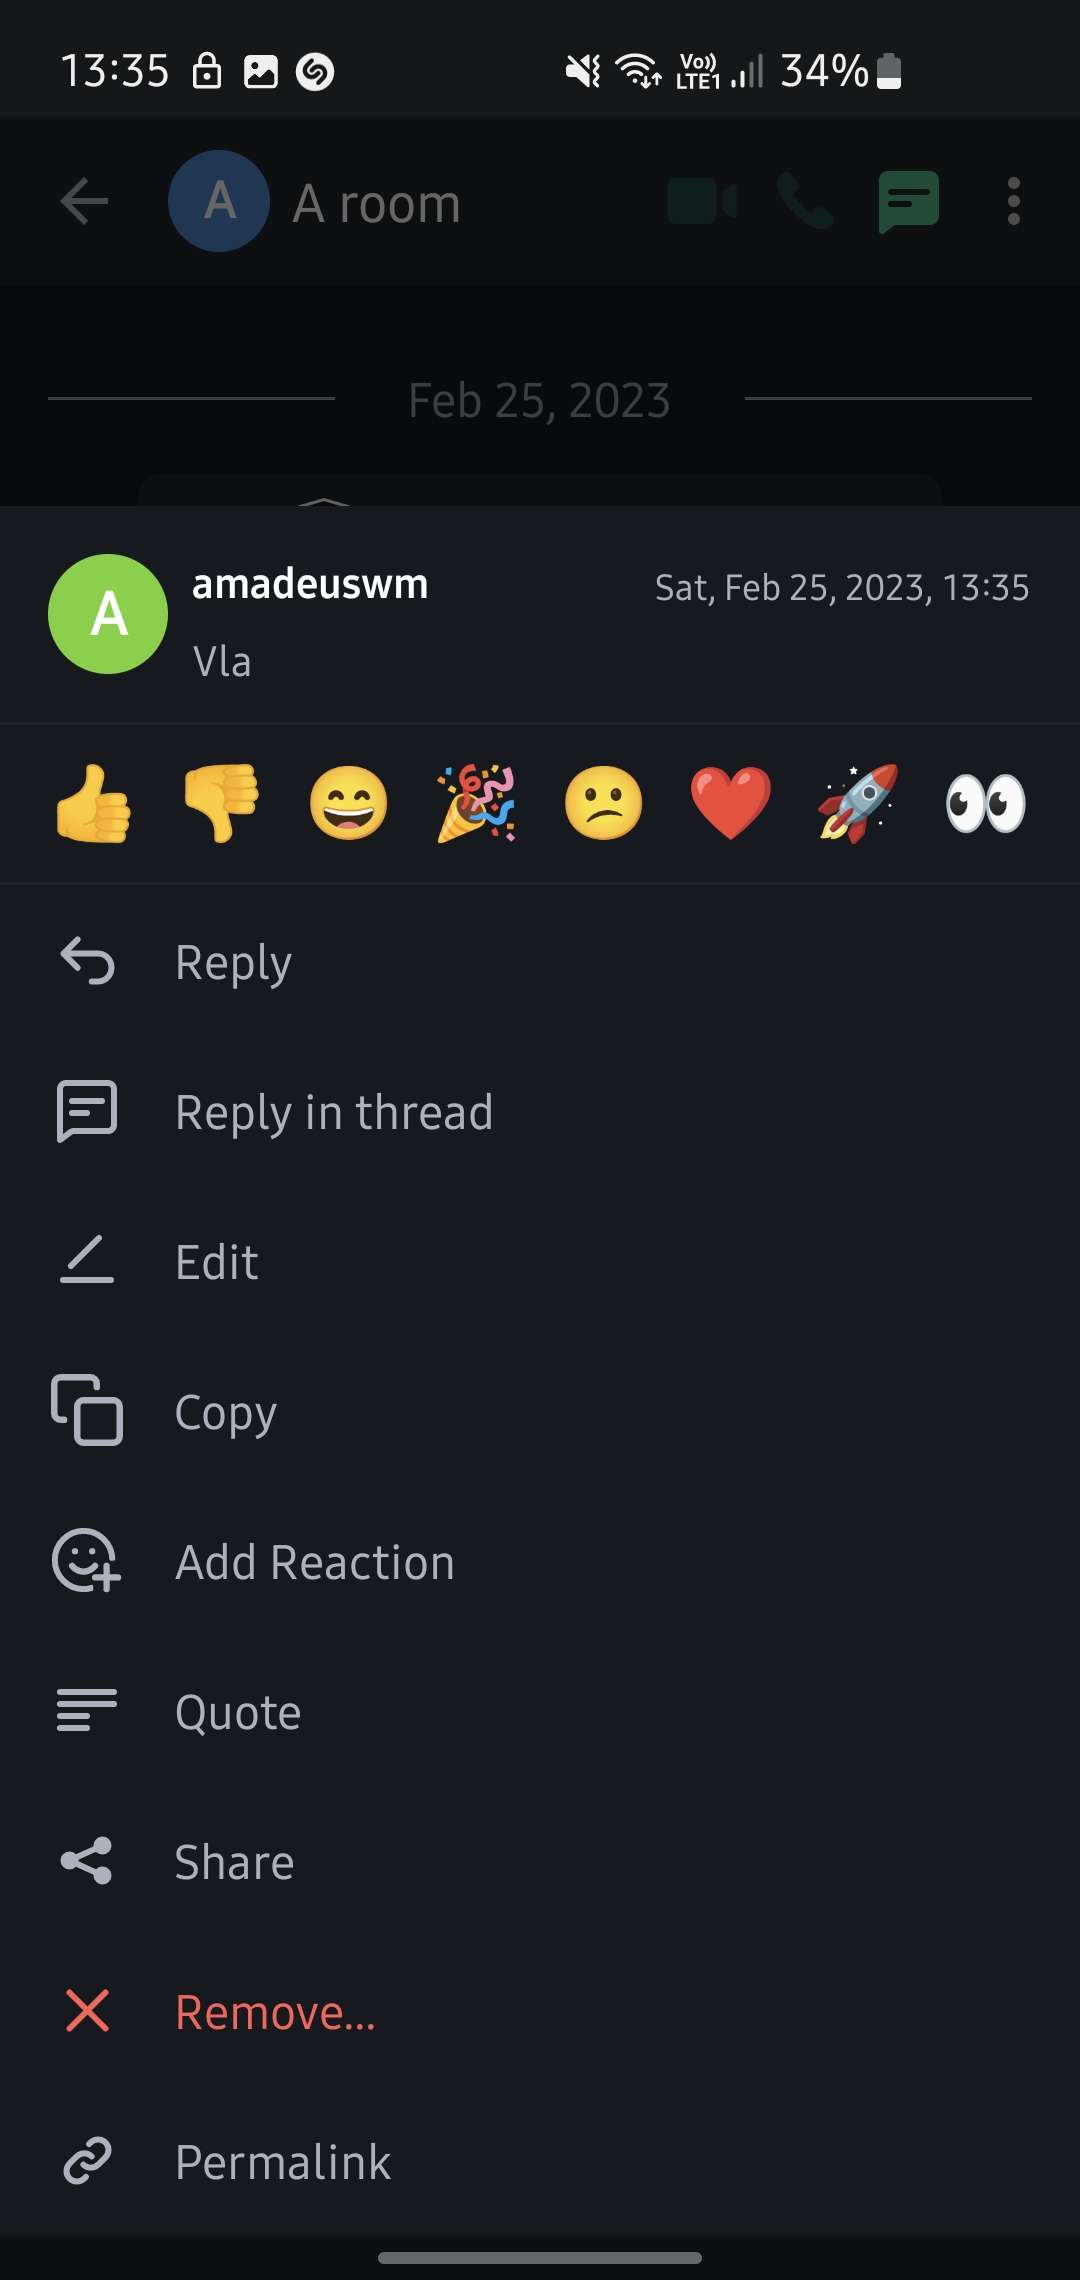 13:35 Vo)) LTE1 34%
A A room
Feb 25, 2023
A amadeuswm Sat, Feb 25, 2023, 13:35
Vla
Reply
Reply in thread
Edit
Copy
Add Reaction
Quote
Share
Remove...
Permalink